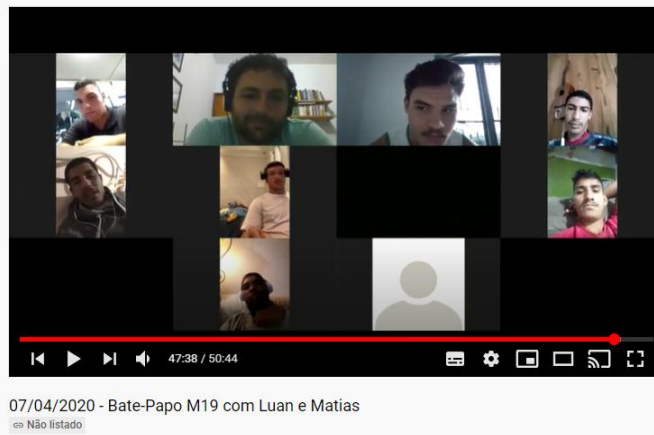 47:38 / 50:44
07/04/2020 - Bate-Papo M19 com Luan e Matias
Não listado